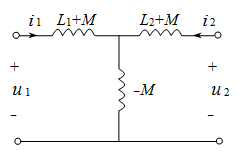 i1 L1+M L2+M i2
+ +
u1 -M u2
- -